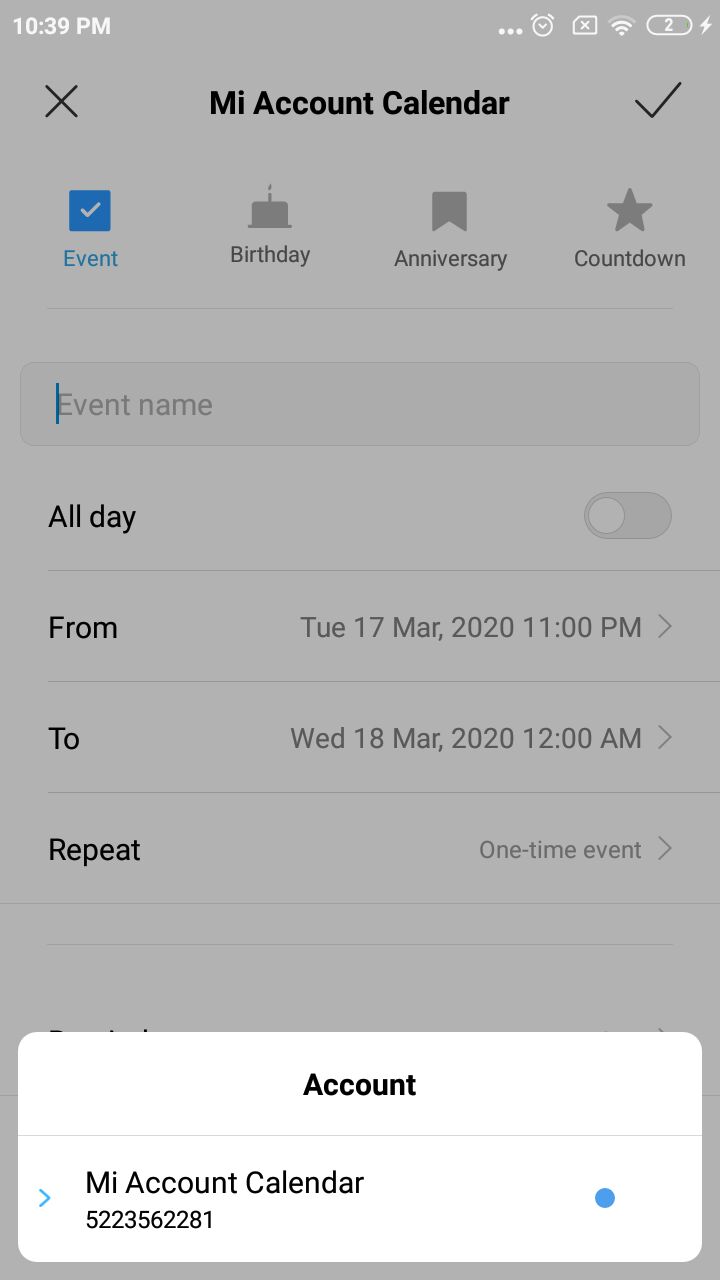 10:39 PM
2
Mi Account Calendar
Event
Birthday
Anniversary
Countdown
Event name
All day
From
Tue 17 Mar, 2020 11:00 PM
To
Wed 18 Mar, 2020 12:00 AM
Repeat
One-time event
Account
Mi Account Calendar
5223562281